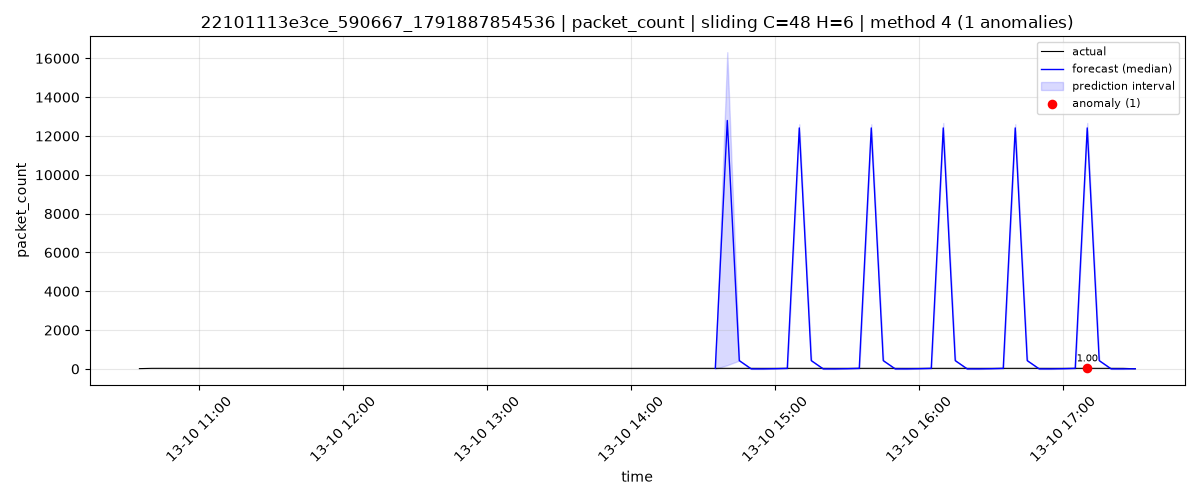 22101113e3ce_590667_1791887854536 | packet_count | sliding C=48 H=6 | method 4 (1 anomalies)
actual
forecast (median)
prediction interval
anomaly (1)
16000
14000
12000
10000
8000
6000
4000
2000
0
packet_count
1.00
13-10 11:00
13-10 12:00
13-10 13:00
13-10 14:00
13-10 15:00
13-10 16:00
13-10 17:00
time